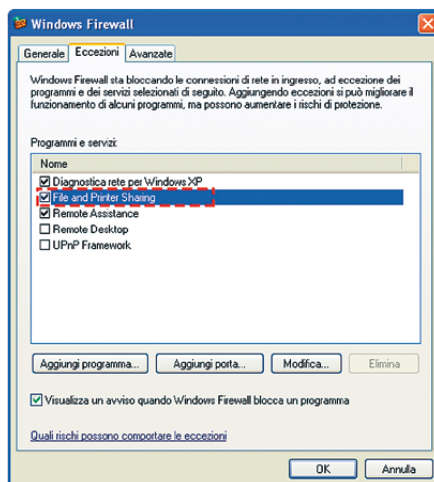 Windows Firewall
Generale Eccezioni Avanzate
Windows Firewall sta bloccando le connessioni di rete in ingresso, ad eccezione dei
programmi e dei servizi selezionati di seguito. Aggiungendo eccezioni si può migliorare il
funzionamento di alcuni programmi, ma possono aumentare i rischi di protezione.
Programmi e servizi:
Nome
Diagnostica rete per Windows XP
File and Printer Sharing
Remote Assistance
Remote Desktop
UPnP Framework
Aggiungi programma... Aggiungi porta... Modifica... Elimina
Visualizza un avviso quando Windows Firewall blocca un programma
Quali rischi possono comportare le eccezioni
OK Annulla